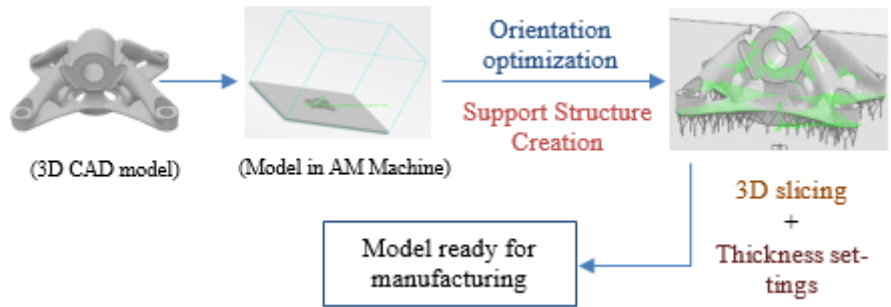 Orientation
optimization
Support Structure
Creation
(3D CAD model)
(Model in AM Machine)
3D slicing
+
Thickness set-
tings
Model ready for
manufacturing